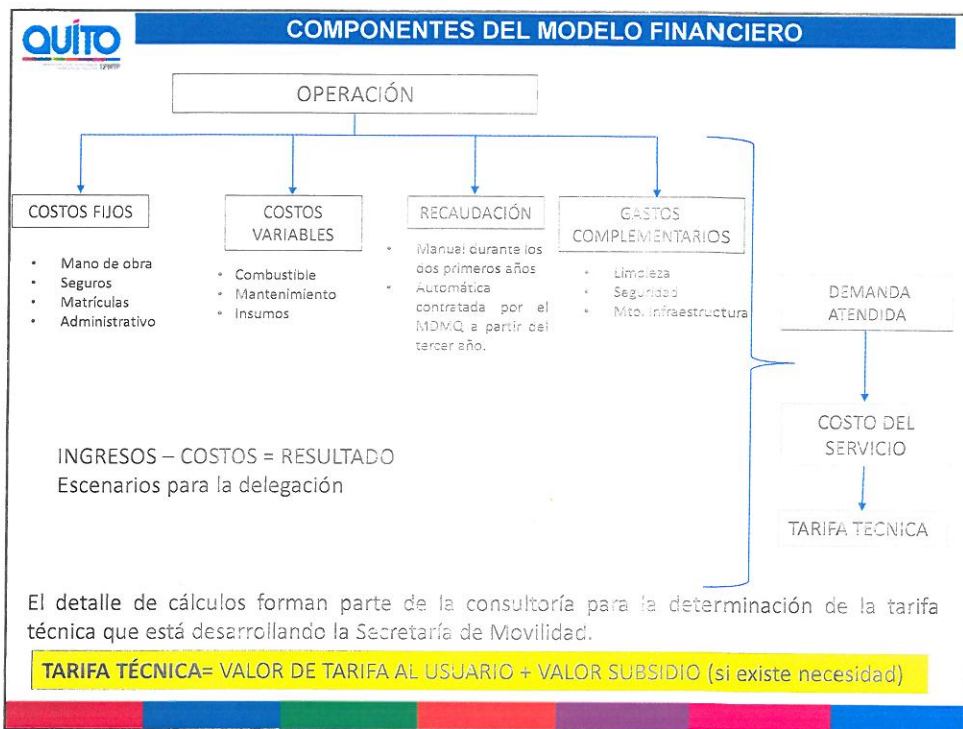 COMPONENTES DEL MODELO FINANCIERO
QUÍTO
OPERACIÓN
COSTOS FIJOS
• Mano de obra
• Seguros
• Matrículas
• Administrativo
COSTOS
VARIABLES
• Combustible
• Mantenimiento
• Insumos
RECAUDACIÓN
• Manual durante los
dos primeros años
• Automática
contratada por el
MDMQ a partir del
tercer año.
GASTOS
COMPLEMENTARIOS
• Limpieza
• Seguridad
• Mto. Infraestructura
DEMANDA
ATENDIDA
COSTO DEL
SERVICIO
TARIFA TECNICA
INGRESOS – COSTOS = RESULTADO
Escenarios para la delegación
El detalle de cálculos forman parte de la consultoría para la determinación de la tarifa
técnica que está desarrollando la Secretaría de Movilidad.
TARIFA TÉCNICA= VALOR DE TARIFA AL USUARIO + VALOR SUBSIDIO (si existe necesidad)